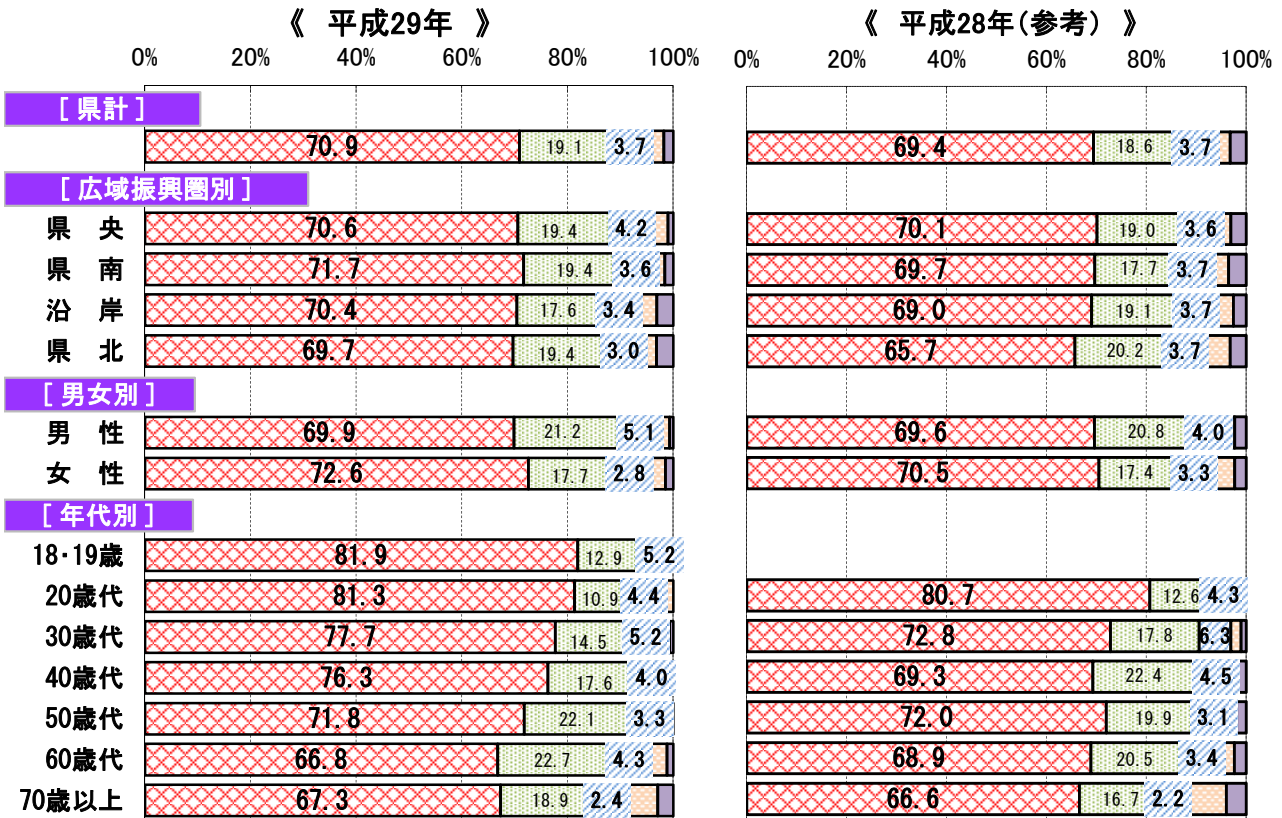 《 平成29年 》 《 平成28年(参考) 》
0% 20% 40% 60% 80% 100% 0% 20% 40% 60% 80% 100%
[ 県計 ]
70.9 19.1 3.7 69.4 18.6 3.7
[ 広域振興圏別 ]
県 央 70.6 19.4 4.2 70.1 19.0 3.6
県 南 71.7 19.4 3.6 69.7 17.7 3.7
沿 岸 70.4 17.6 3.4 69.0 19.1 3.7
県 北 69.7 19.4 3.0 65.7 20.2 3.7
[ 男女別 ]
男 性 69.9 21.2 5.1 69.6 20.8 4.0
女 性 72.6 17.7 2.8 70.5 17.4 3.3
[ 年代別 ]
18・19歳 81.9 12.9 5.2
20歳代 81.3 10.9 4.4 80.7 12.6 4.3
30歳代 77.7 14.5 5.2 72.8 17.8 6.3
40歳代 76.3 17.6 4.0 69.3 22.4 4.5
50歳代 71.8 22.1 3.3 72.0 19.9 3.1
60歳代 66.8 22.7 4.3 68.9 20.5 3.4
70歳以上 67.3 18.9 2.4 66.6 16.7 2.2